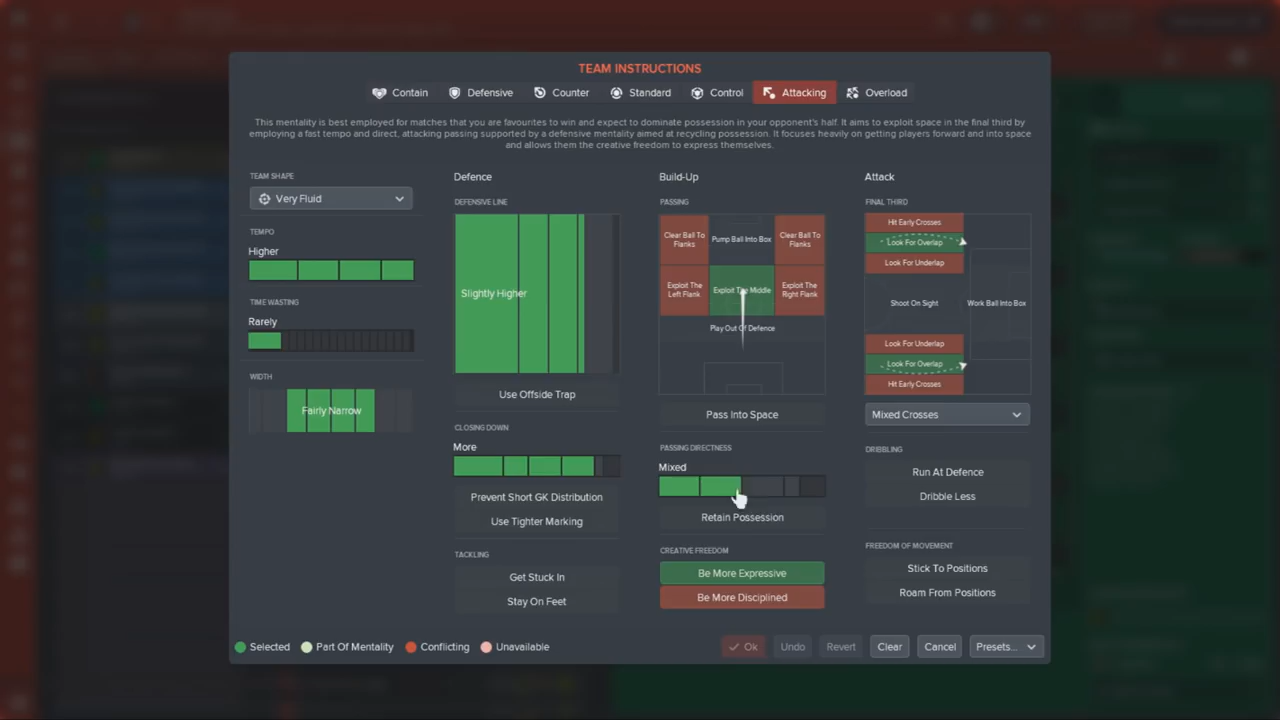 TEAM INSTRUCTIONS
Contain
Defensive
Counter
Standard
Control
Attacking
Overload
This mentality is best employed for matches that you are favourites to win and expect to dominate possession in your opponent's half. It aims to exploit space in the final third by
employing a fast tempo and direct, attacking passing supported by a defensive mentality aimed at recycling possession. It focuses heavily on getting players forward and into space
and allows them the creative freedom to express themselves.
TEAM SHAPE
Very Fluid
TEMPO
Higher
TIME WASTING
Rarely
WIDTH
Fairly Narrow
Defence
DEFENSIVE LINE
Slightly Higher
Use Offside Trap
CLOSING DOWN
More
Prevent Short GK Distribution
Use Tighter Marking
TACKLING
Get Stuck In
Stay On Feet
Build-Up
PASSING
Clear Ball To
Flanks
Pump Ball Into Box
Clear Ball To
Flanks
Exploit The
Left Flank
Exploit The Middle
Exploit The
Right Flank
Play Out Of Defence
Pass Into Space
PASSING DIRECTNESS
Mixed
Retain Possession
CREATIVE FREEDOM
Be More Expressive
Be More Disciplined
Attack
FINAL THIRD
Hit Early Crosses
Look For Overlap
Look For Underlap
Shoot On Sight
Work Ball Into Box
Look For Underlap
Look For Overlap
Hit Early Crosses
Mixed Crosses
DRIBBLING
Run At Defence
Dribble Less
FREEDOM OF MOVEMENT
Stick To Positions
Roam From Positions
Selected
Part Of Mentality
Conflicting
Unavailable
Ok
Undo
Revert
Clear
Cancel
Presets...